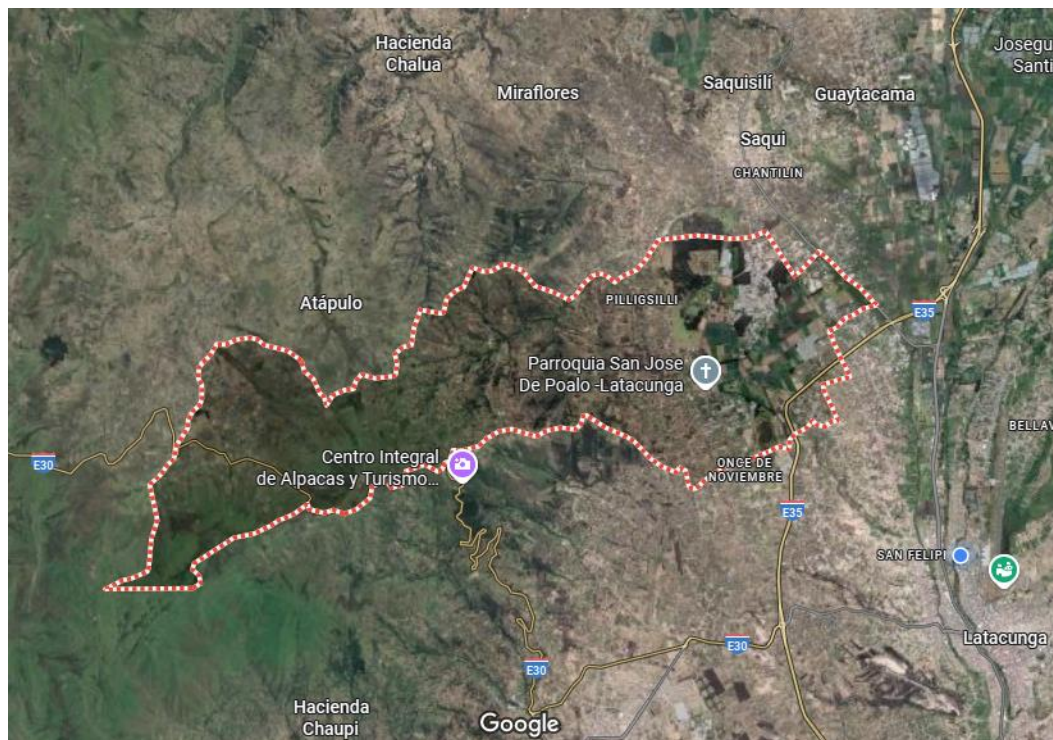 Hacienda
Chalua
Josegu
Santi
Miraflores
Saquisilí
Guaytacama
Saqui
CHANTILIN
Atápulo
PILLIGSILLI
E35
Parroquia San Jose
De Poalo -Latacunga
BELLAV
E30
Centro Integral
de Alpacas y Turismo...
ONCE DE
NOVIEMBRE
E35
SAN FELIPI
Latacunga
E30
E30
Hacienda
Chaupi
Google